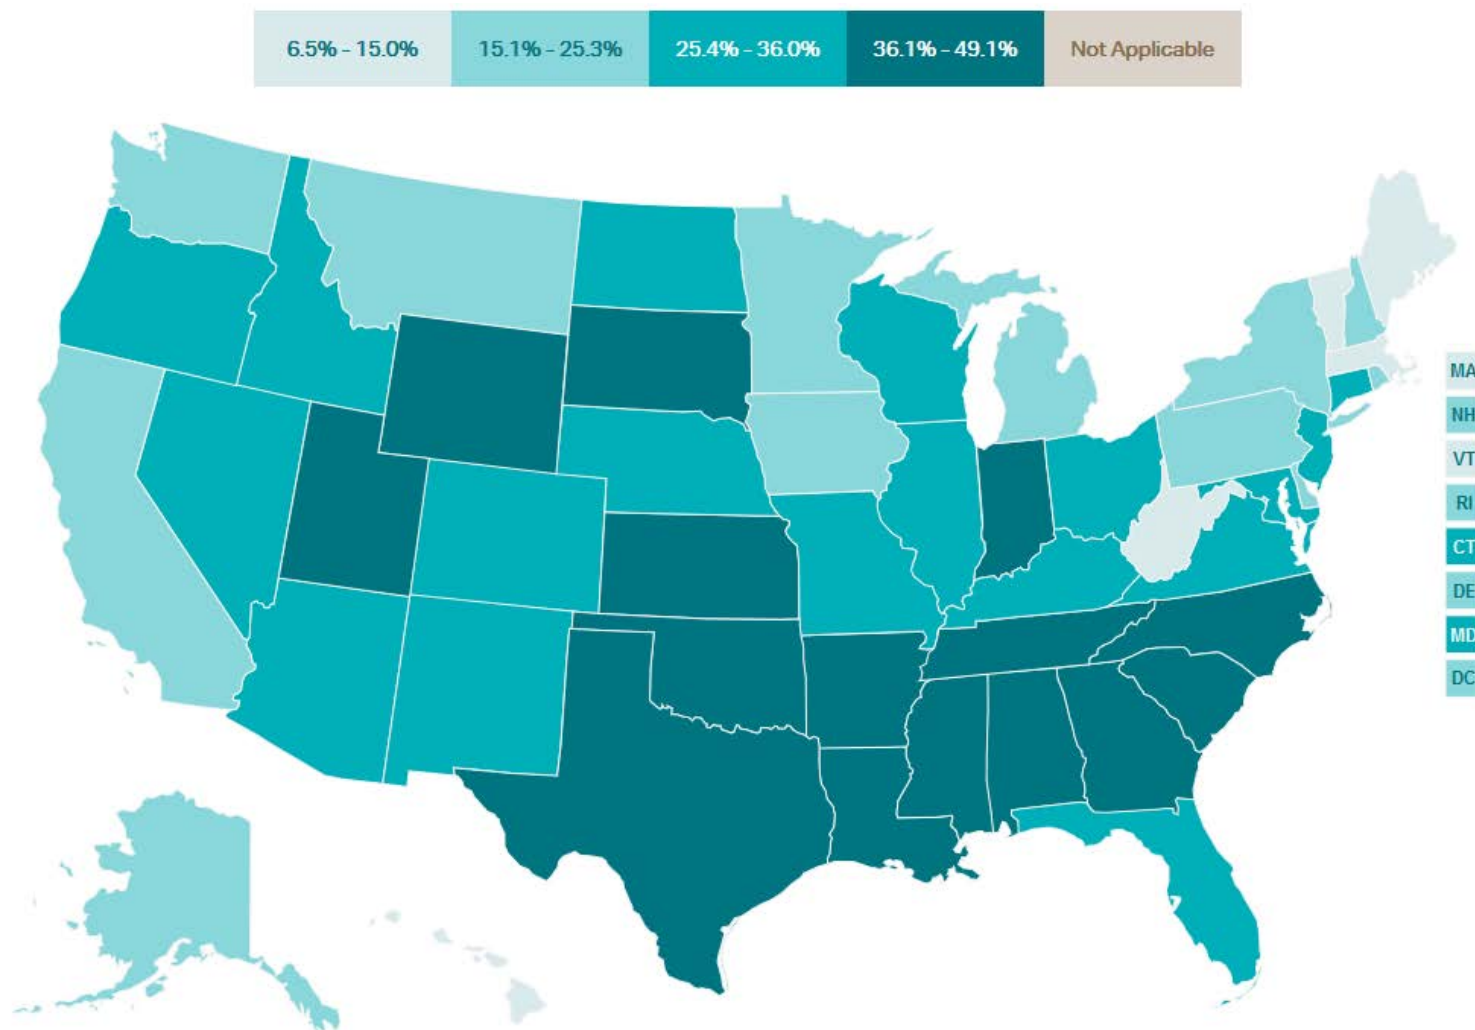 6.5% - 15.0% 15.1% - 25.3% 25.4% - 36.0% 36.1% - 49.1% Not Applicable
MA
NH
VT
RI
CT
DE
MD
DC